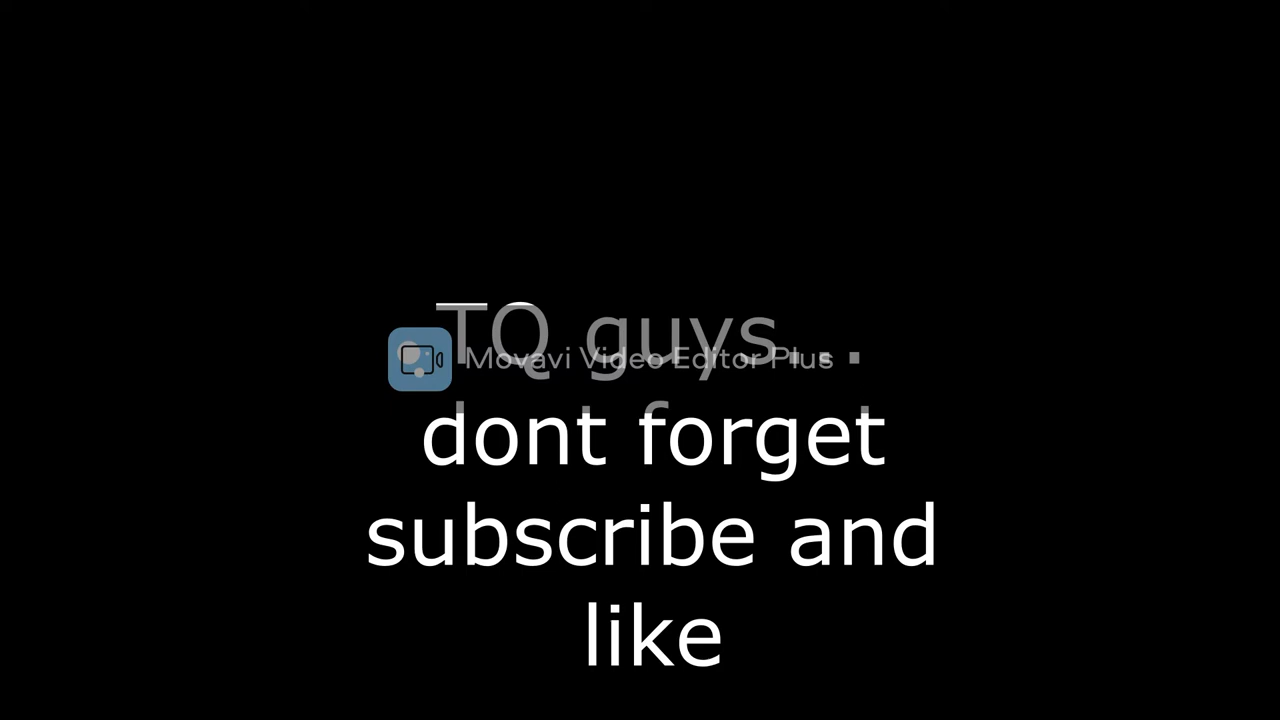 TQ guys...
Movavi Video Editor Plus
dont forget
subscribe and
like